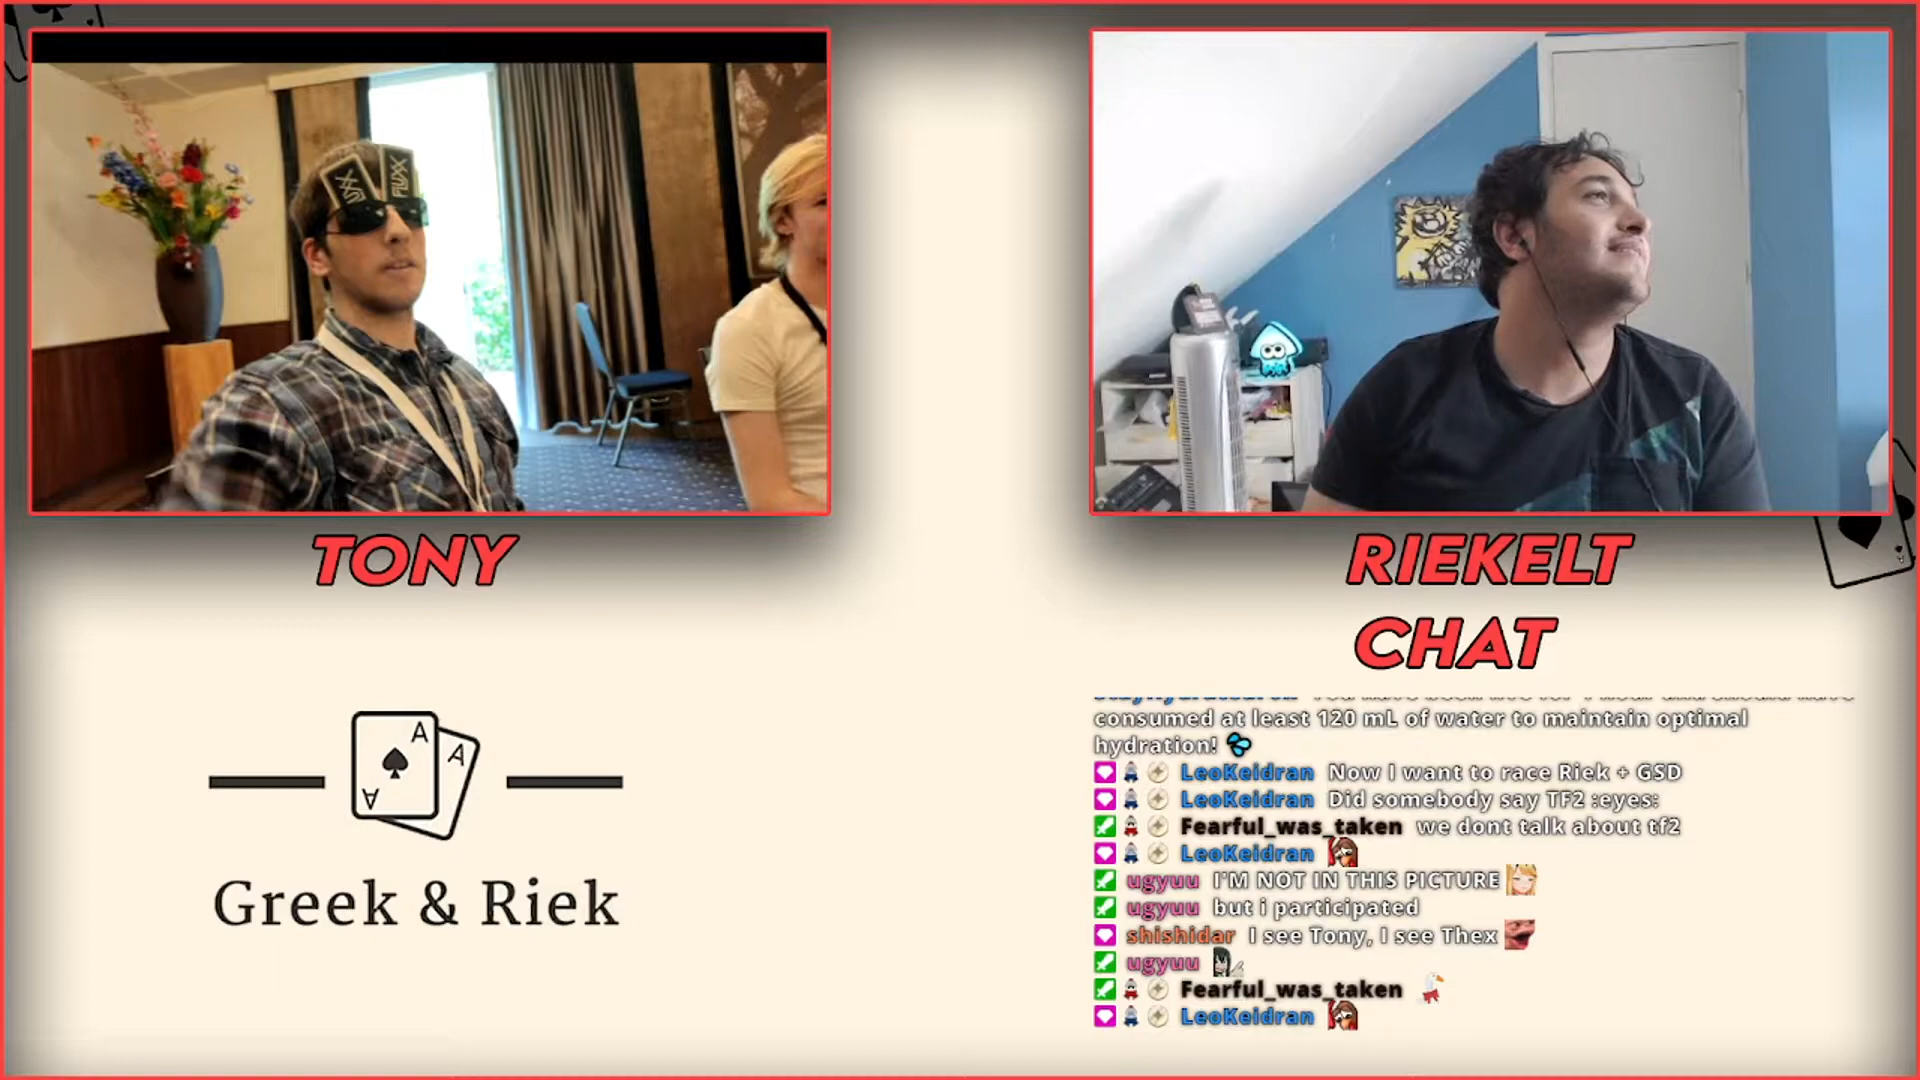 FLUXX
TONY
RIEKELT
CHAT
consumed at least 120 mL of water to maintain optimal
hydration!
LeoKeidran Now I want to race Riek + GSD
LeoKeidran Did somebody say TF2 :eyes:
Fearful_was_taken we dont talk about tf2
LeoKeidran
ugyuu I'M NOT IN THIS PICTURE
ugyuu but i participated
shishidar I see Tony, I see Thex
ugyuu
Fearful_was_taken
LeoKeidran
A
A
A
Greek & Riek